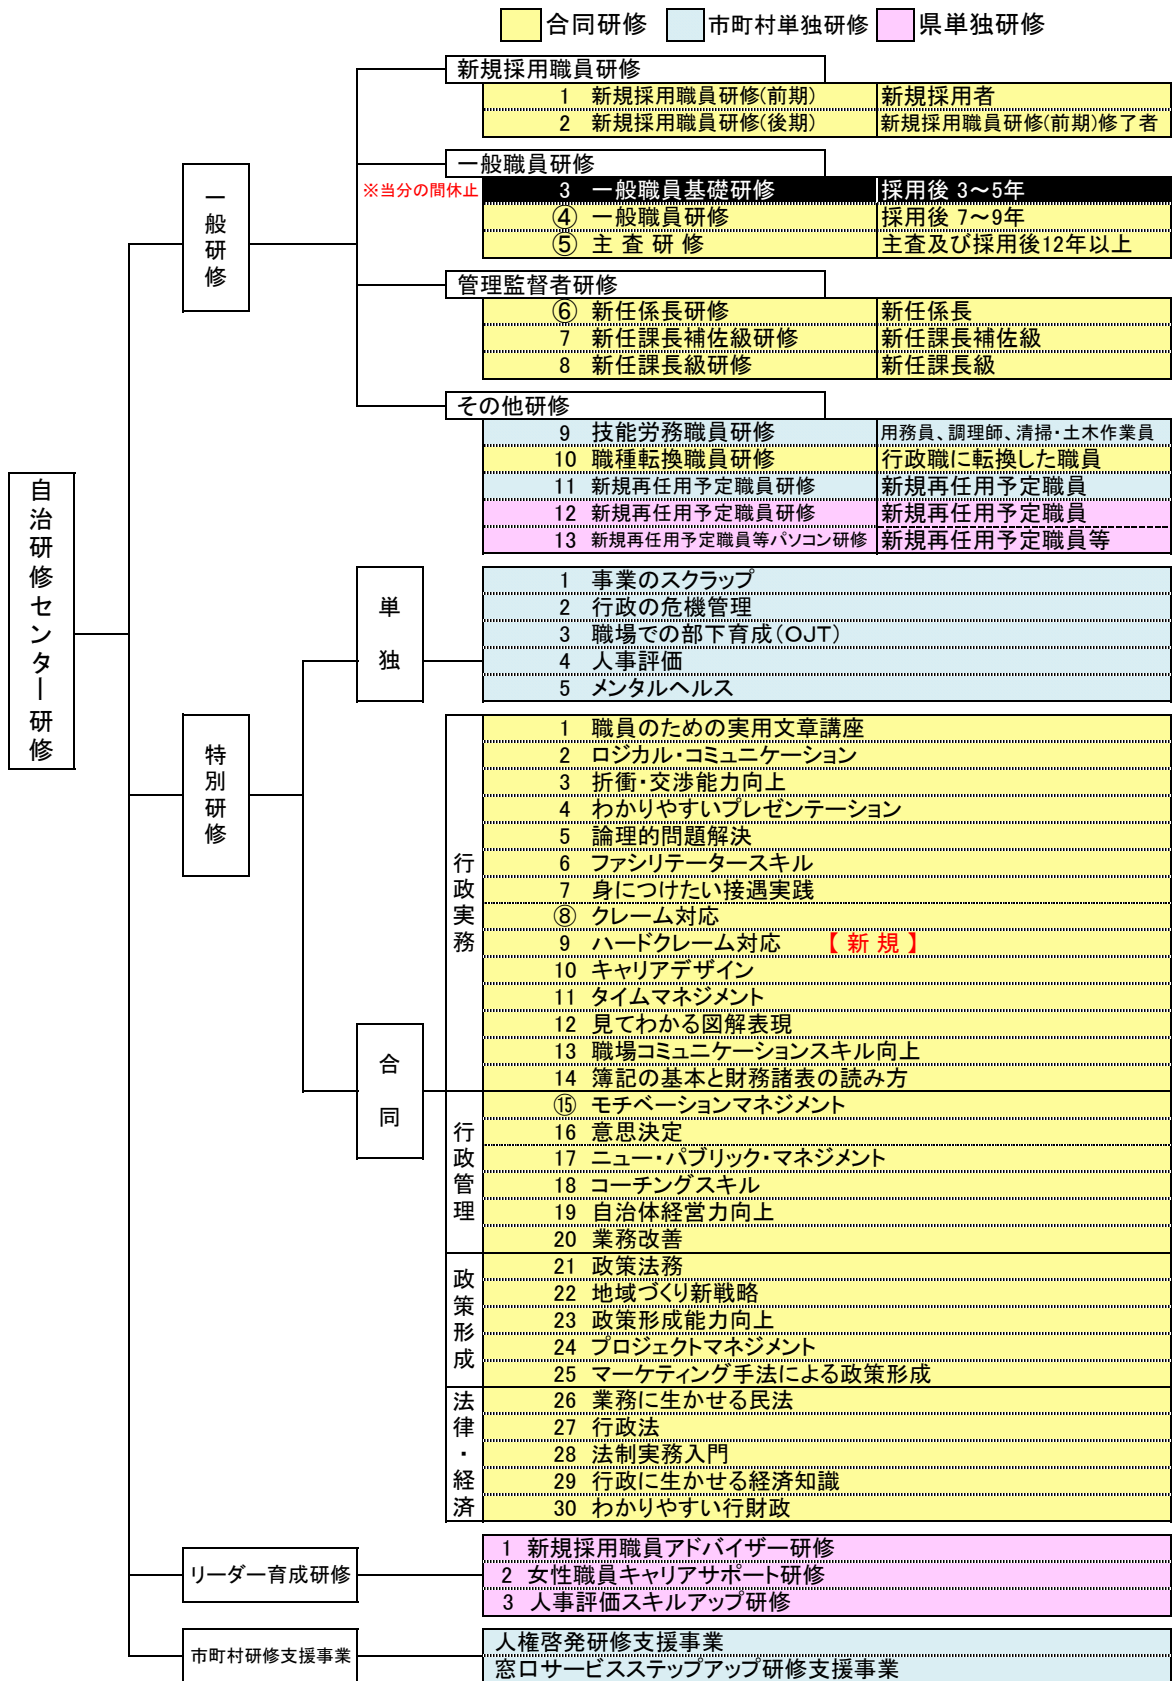 合同研修 市町村単独研修 県単独研修
新規採用職員研修
1 新規採用職員研修(前期) 新規採用者
2 新規採用職員研修(後期) 新規採用職員研修(前期)修了者
一般職員研修
※当分の間休止 3 一般職員基礎研修 採用後 3～5年
④ 一般職員研修 採用後 7～9年
⑤ 主査研修 主査及び採用後12年以上
一般研修
管理監督者研修
⑥ 新任係長研修 新任係長
7 新任課長補佐級研修 新任課長補佐級
8 新任課長級研修 新任課長級
その他研修
9 技能労務職員研修 用務員、調理師、清掃・土木作業員
10 職種転換職員研修 行政職に転換した職員
11 新規再任用予定職員研修 新規再任用予定職員
12 新規再任用予定職員研修 新規再任用予定職員
13 新規再任用予定職員等パソコン研修 新規再任用予定職員等
自治研修センター研修
単独
1 事業のスクラップ
2 行政の危機管理
3 職場での部下育成(OJT)
4 人事評価
5 メンタルヘルス
特別研修
行政実務
1 職員のための実用文章講座
2 ロジカル・コミュニケーション
3 折衝・交渉能力向上
4 わかりやすいプレゼンテーション
5 論理的問題解決
6 ファシリテータースキル
7 身につけたい接遇実践
⑧ クレーム対応
9 ハードクレーム対応 【新規】
10 キャリアデザイン
11 タイムマネジメント
12 見てわかる図解表現
13 職場コミュニケーションスキル向上
14 簿記の基本と財務諸表の読み方
合同
行政管理
⑮ モチベーションマネジメント
16 意思決定
17 ニュー・パブリック・マネジメント
18 コーチングスキル
19 自治体経営力向上
20 業務改善
政策形成
21 政策法務
22 地域づくり新戦略
23 政策形成能力向上
24 プロジェクトマネジメント
25 マーケティング手法による政策形成
法律・経済
26 業務に生かせる民法
27 行政法
28 法制実務入門
29 行政に生かせる経済知識
30 わかりやすい行財政
リーダー育成研修
1 新規採用職員アドバイザー研修
2 女性職員キャリアサポート研修
3 人事評価スキルアップ研修
市町村研修支援事業
人権啓発研修支援事業
窓口サービスステップアップ研修支援事業